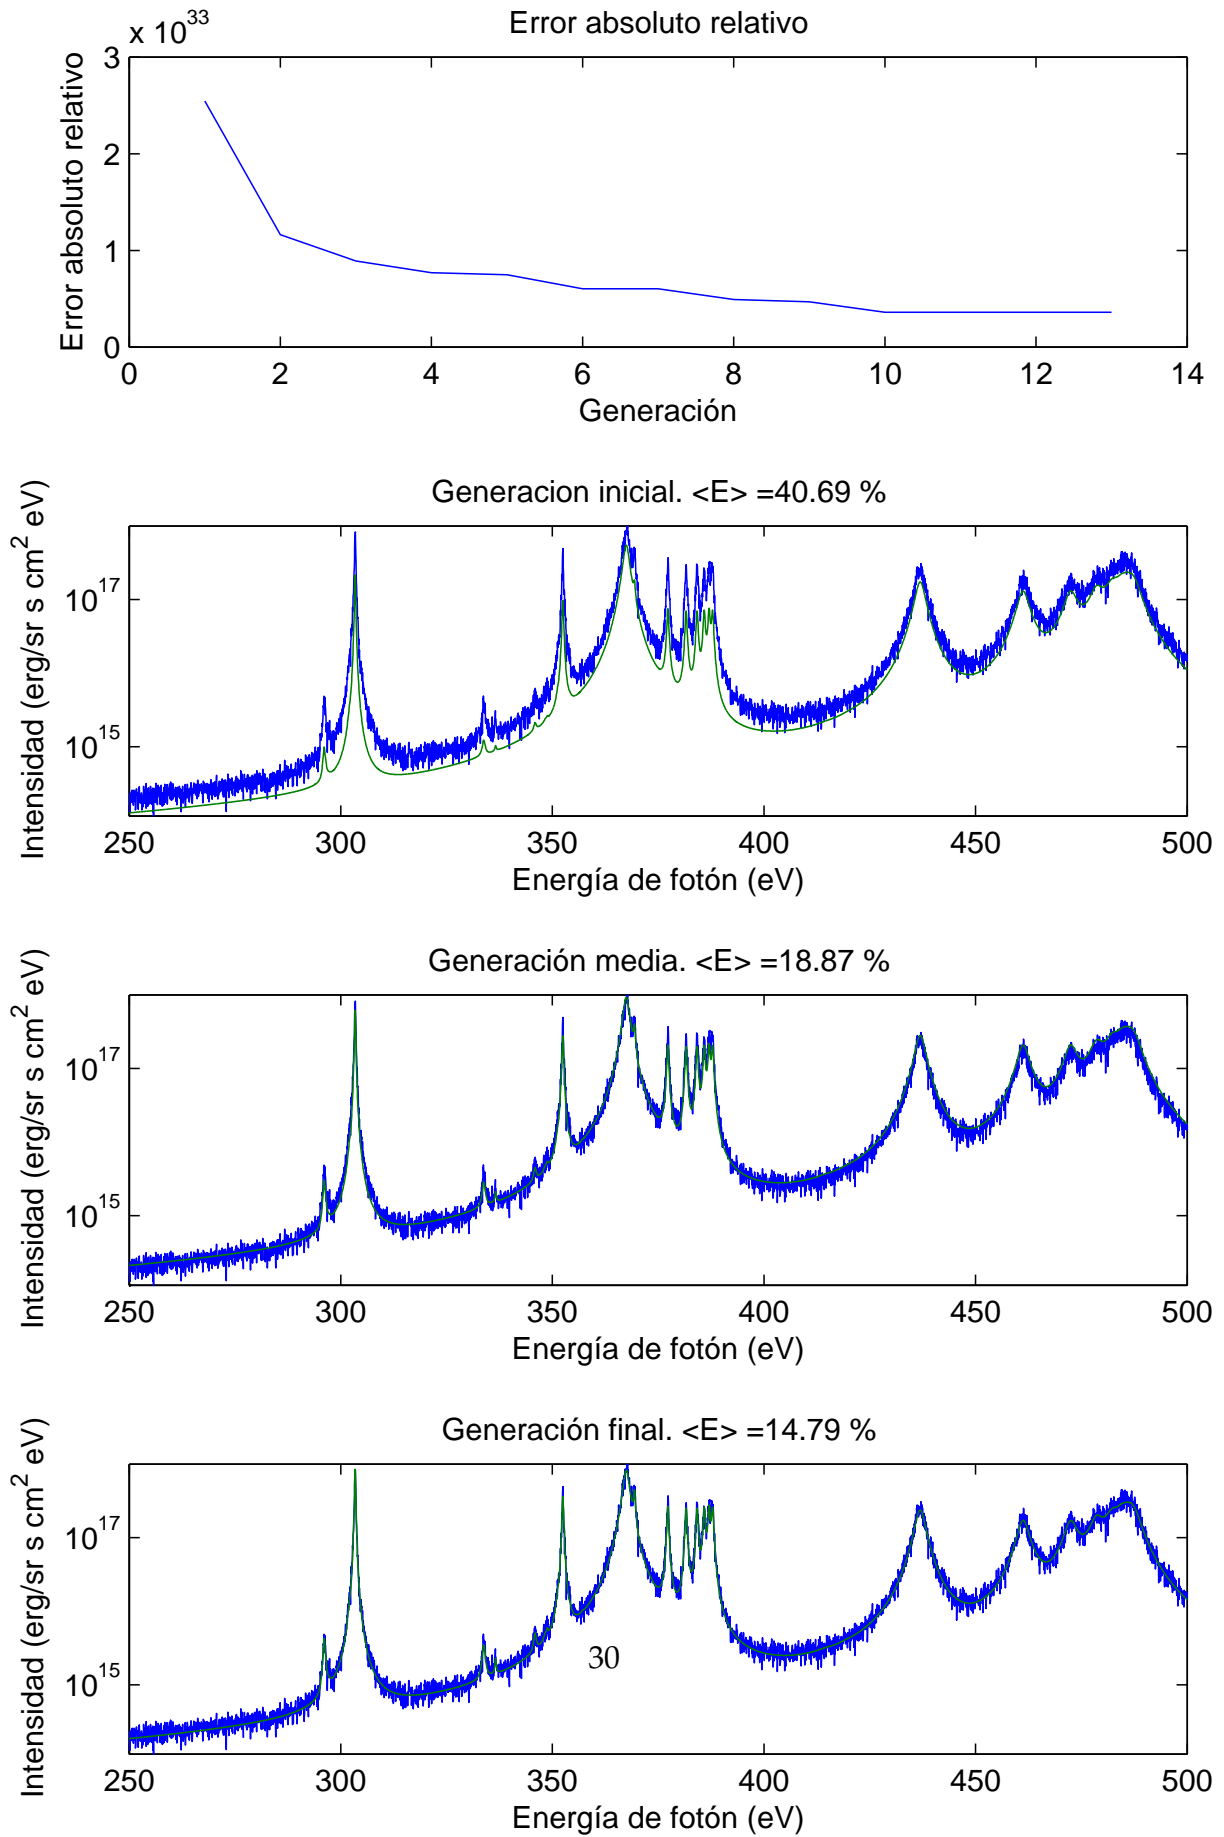 Error absoluto relativo
x 10^33
Error absoluto relativo
3
2
1
0
0 2 4 6 8 10 12 14
Generación
Generacion inicial. <E> =40.69 %
Intensidad (erg/sr s cm^2 eV)
10^17
10^15
250 300 350 400 450 500
Energía de fotón (eV)
Generación media. <E> =18.87 %
Intensidad (erg/sr s cm^2 eV)
10^17
10^15
250 300 350 400 450 500
Energía de fotón (eV)
Generación final. <E> =14.79 %
Intensidad (erg/sr s cm^2 eV)
10^17
30
10^15
250 300 350 400 450 500
Energía de fotón (eV)